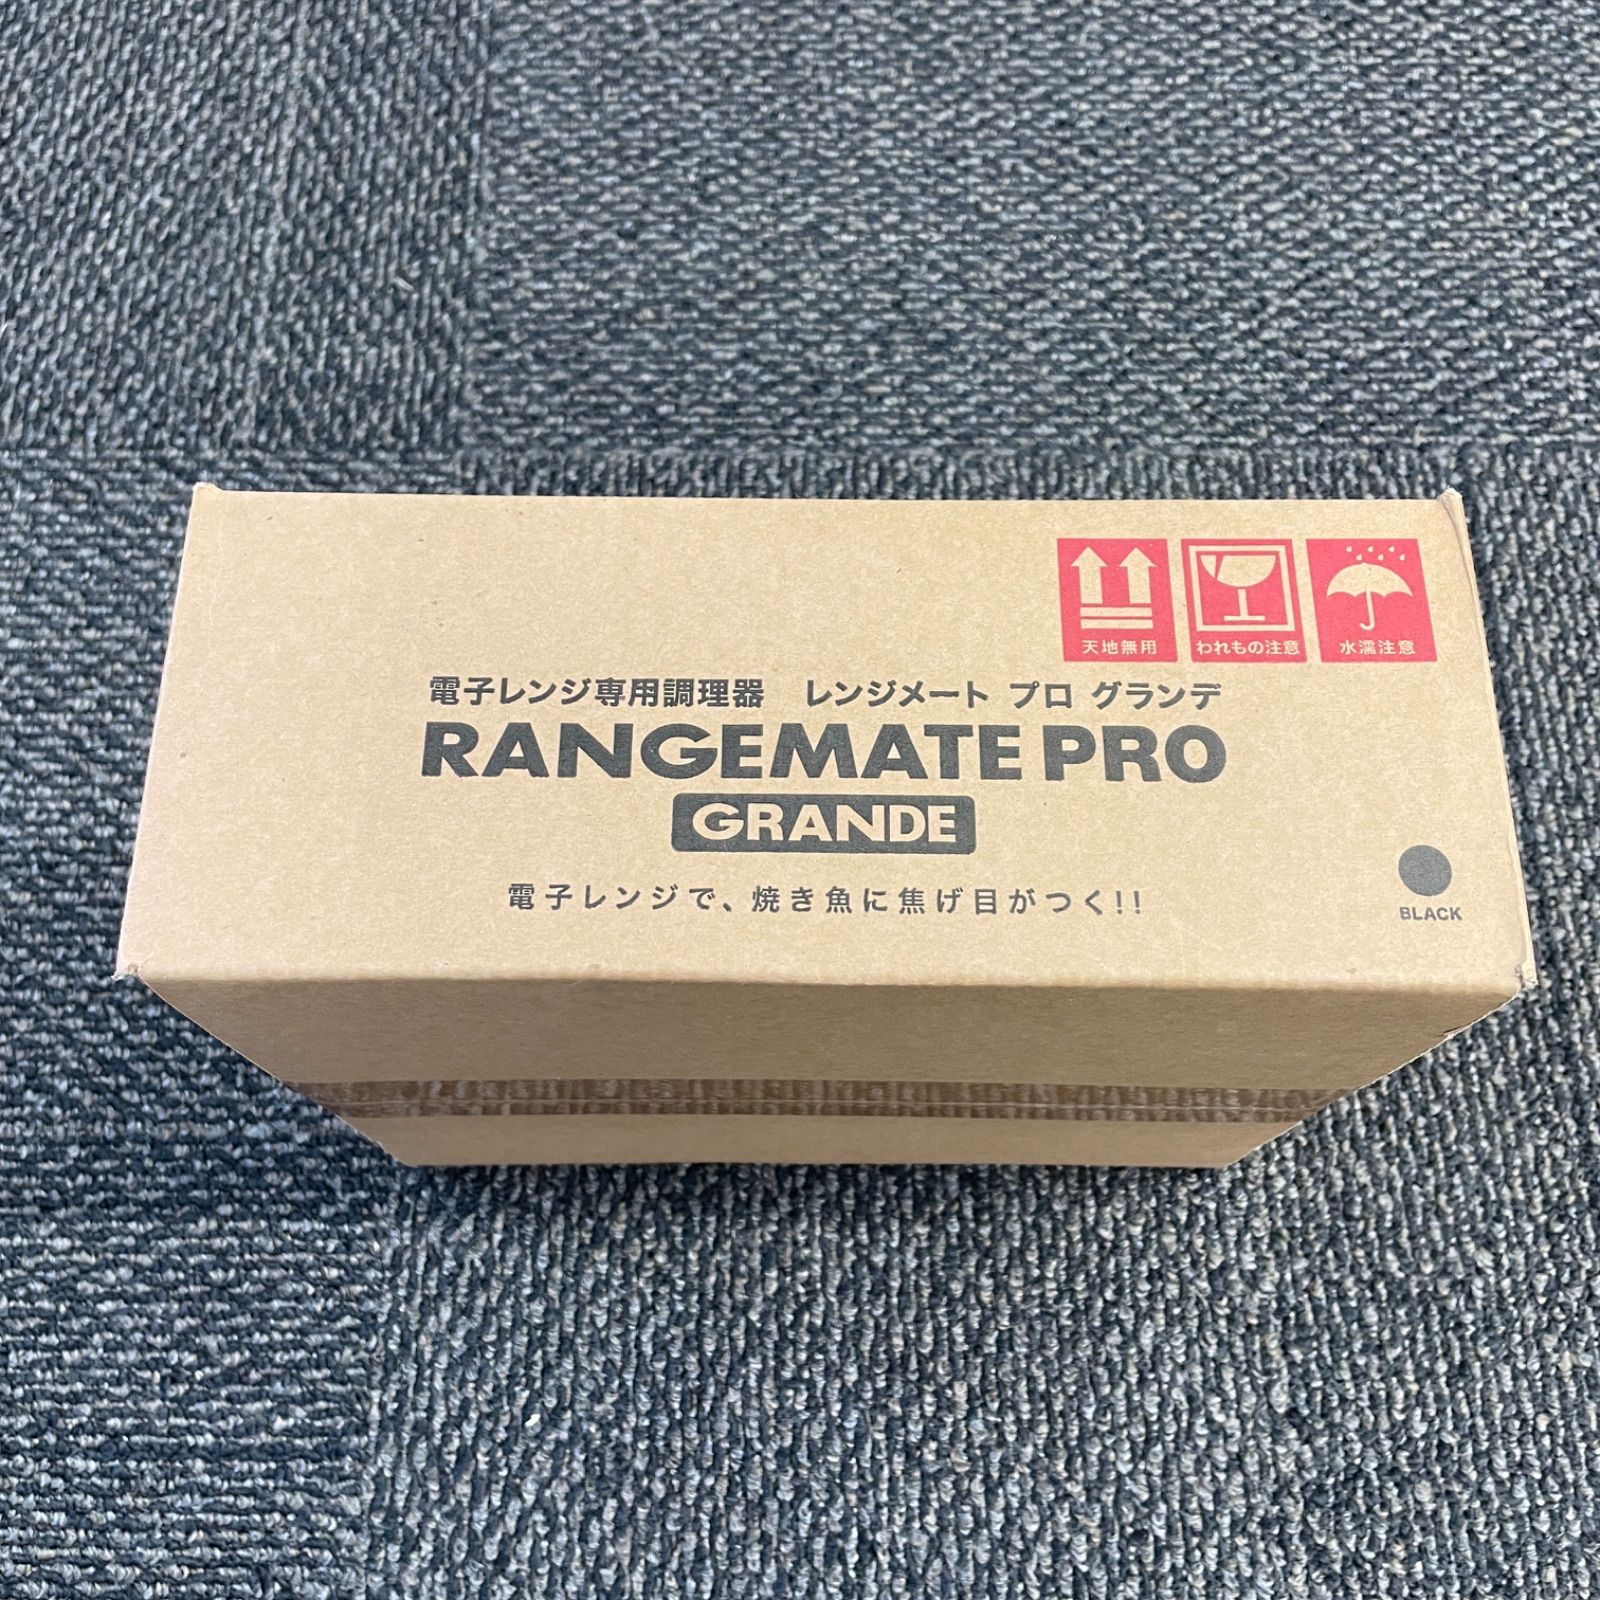 天地無用 われもの注意 水濡注意
電子レンジ専用調理器 レンジメート プロ グランデ
RANGEMATE PRO
GRANDE
電子レンジで、焼き魚に焦げ目がつく!!
BLACK